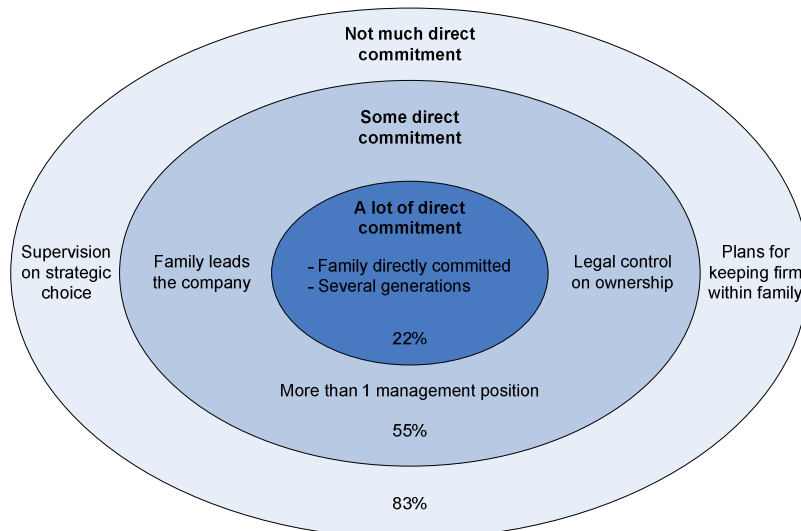 Not much direct
commitment
Some direct
commitment
A lot of direct
commitment
- Family directly committed
- Several generations
22%
Supervision
on strategic
choice
Family leads
the company
Legal control
on ownership
Plans for
keeping firm
within family
More than 1 management position
55%
83%